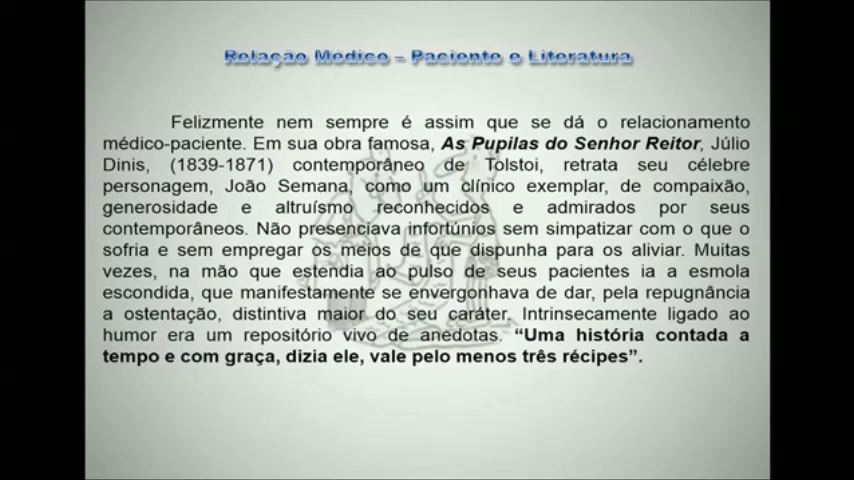 Relação Médico – Paciente e Literatura
Felizmente nem sempre é assim que se dá o relacionamento
médico-paciente. Em sua obra famosa, As Pupilas do Senhor Reitor, Júlio
Dinis, (1839-1871) contemporâneo de Tolstoi, retrata seu célebre
personagem, João Semana, como um clínico exemplar, de compaixão,
generosidade e altruísmo reconhecidos e admirados por seus
contemporâneos. Não presenciava infortúnios sem simpatizar com o que o
sofria e sem empregar os meios de que dispunha para os aliviar. Muitas
vezes, na mão que estendia ao pulso de seus pacientes ia a esmola
escondida, que manifestamente se envergonhava de dar, pela repugnância
a ostentação, distintiva maior do seu caráter. Intrinsecamente ligado ao
humor era um repositório vivo de anedotas. “Uma história contada a
tempo e com graça, dizia ele, vale pelo menos três récipes”.